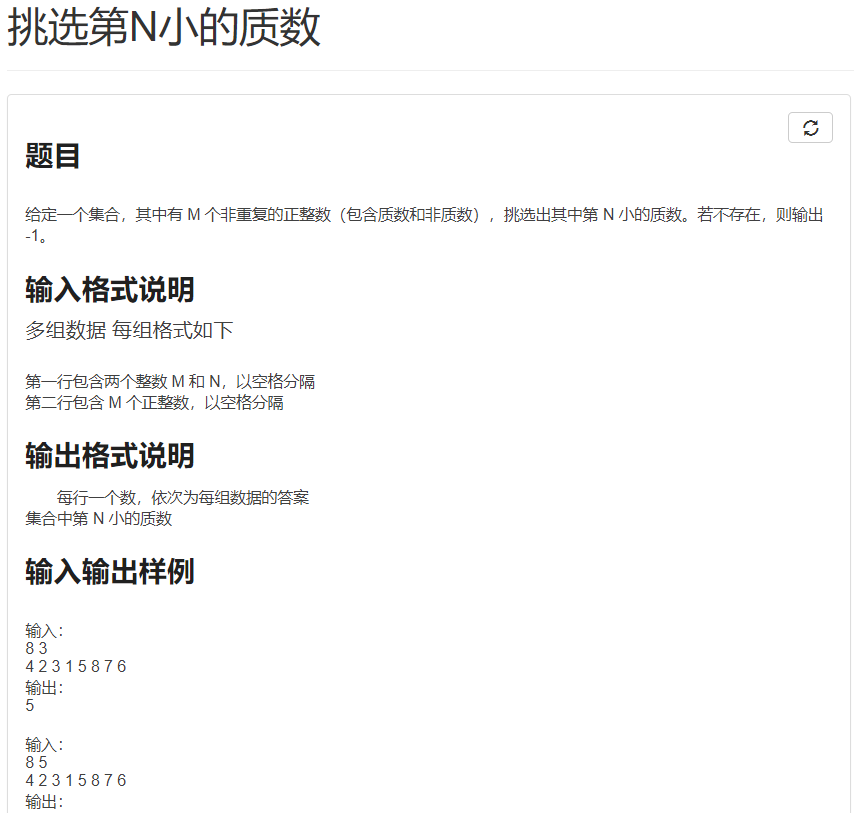 挑选第N小的质数
题目
给定一个集合，其中有 M 个非重复的正整数（包含质数和非质数），挑选出其中第 N 小的质数。若不存在，则输出
-1。
输入格式说明
多组数据 每组格式如下
第一行包含两个整数 M 和 N，以空格分隔
第二行包含 M 个正整数，以空格分隔
输出格式说明
每行一个数，依次为每组数据的答案
集合中第 N 小的质数
输入输出样例
输入：
8 3
4 2 3 1 5 8 7 6
输出：
5
输入：
8 5
4 2 3 1 5 8 7 6
输出：